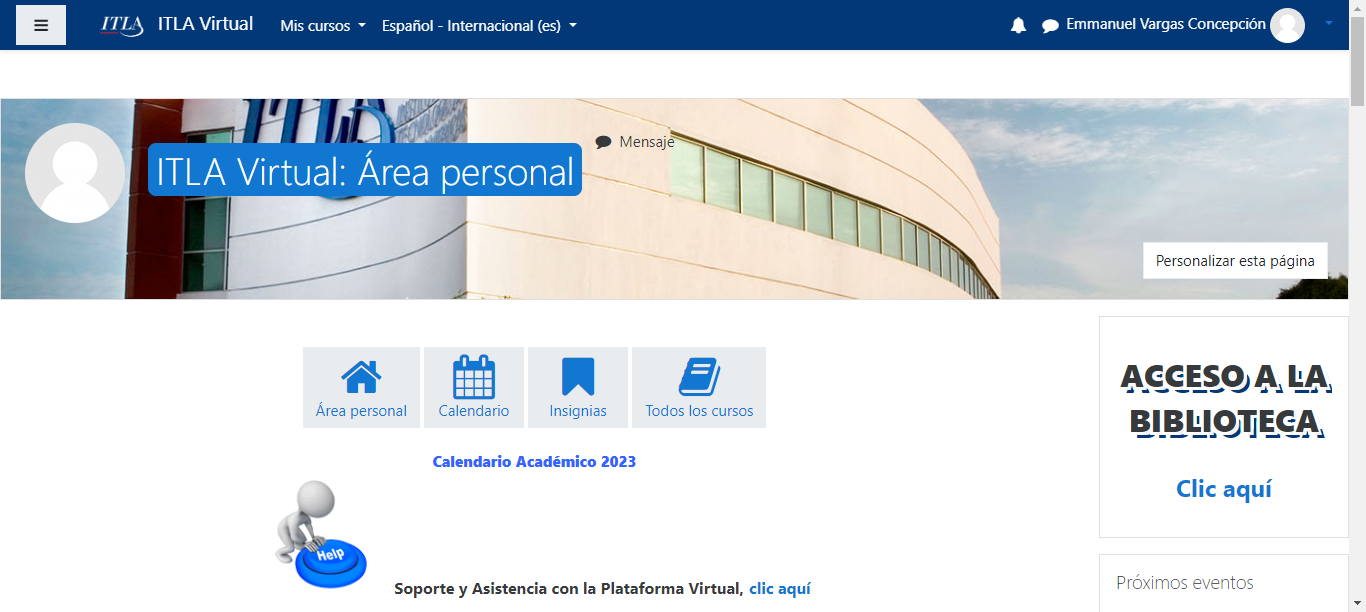 ITLA ITLA Virtual Mis cursos Español - Internacional (es) Emmanuel Vargas Concepción
ITLA
Mensaje
ITLA Virtual: Área personal
Personalizar esta página
Área personal Calendario Insignias Todos los cursos
Calendario Académico 2023
Help
Soporte y Asistencia con la Plataforma Virtual, clic aquí
ACCESO A LA
BIBLIOTECA
Clic aquí
Próximos eventos